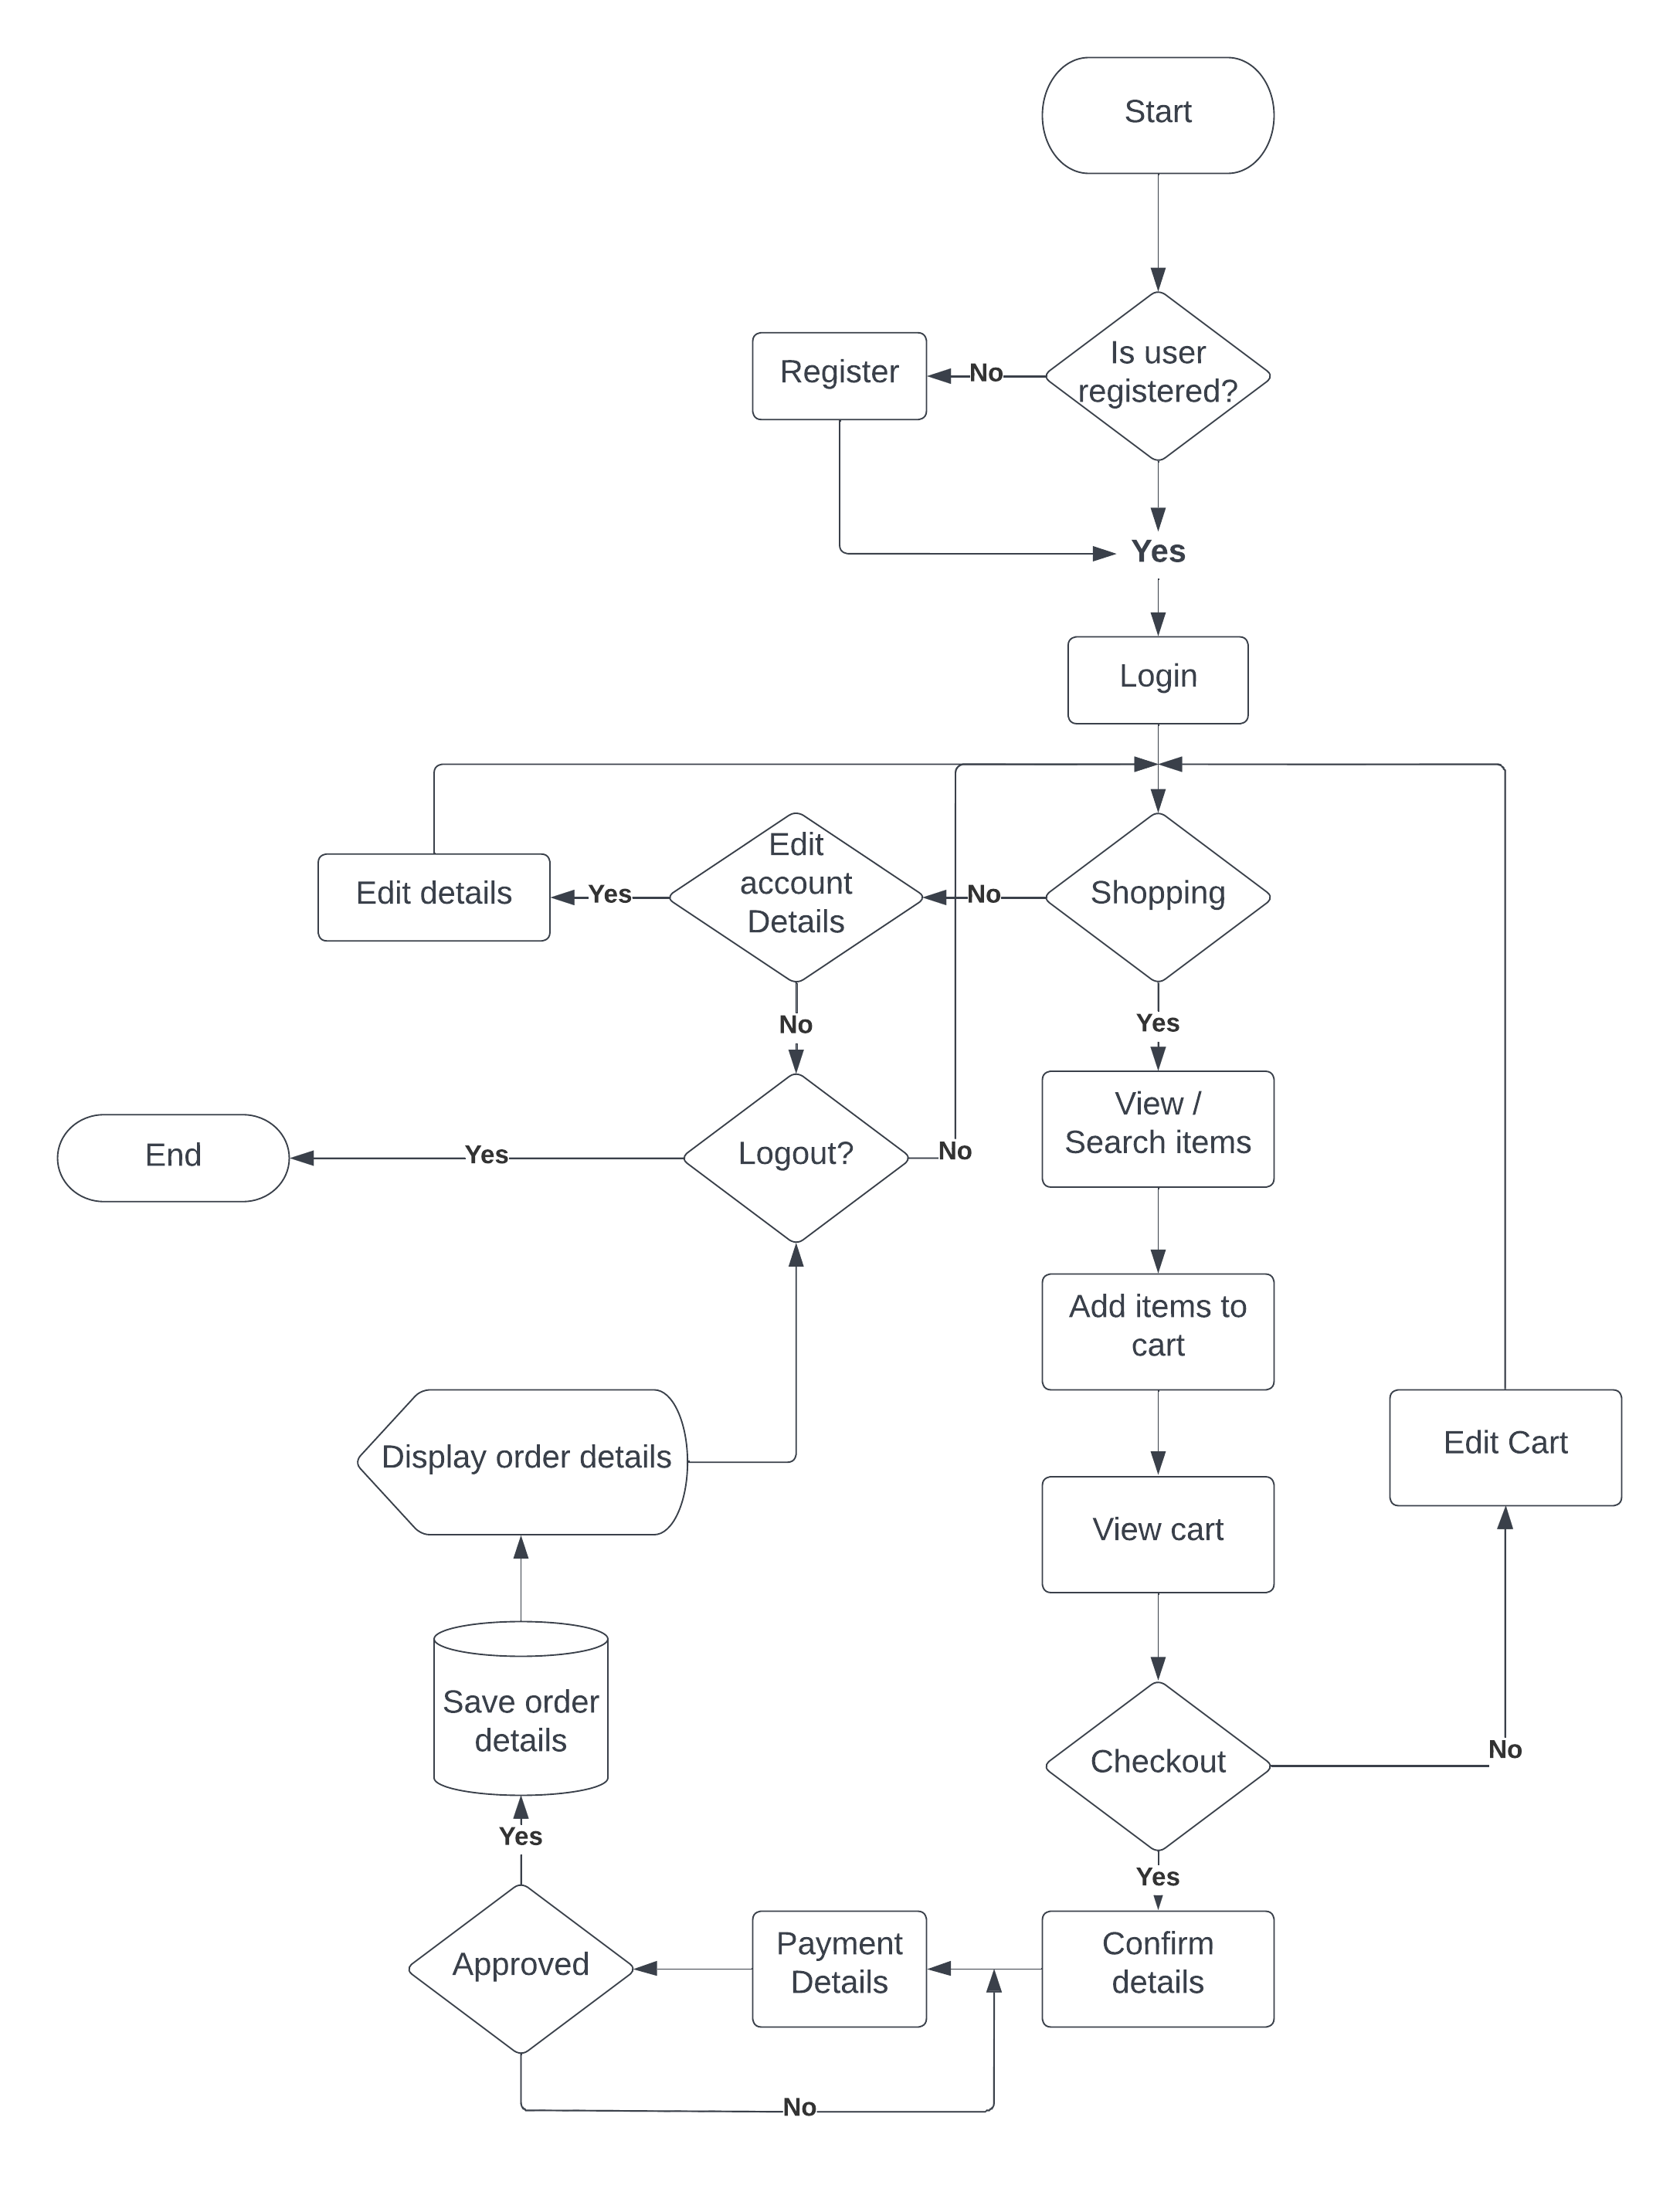 Start
Is user
registered?
No
Register
Yes
Login
Shopping
No
Edit
account
Details
Yes
Edit details
No
Yes
View /
Search items
Logout?
No
Yes
End
Add items to
cart
View cart
Edit Cart
Display order details
Save order
details
Checkout
No
Yes
Yes
Confirm
details
Payment
Details
Approved
No